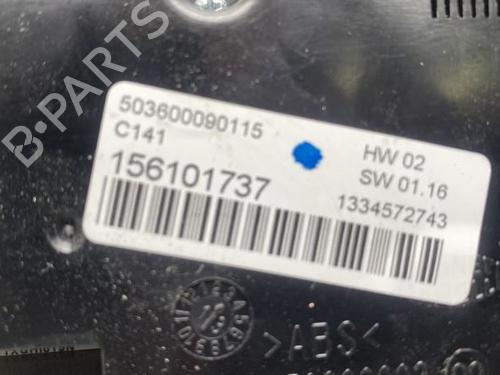 503600090115
C141
HW 02
SW 01.16
156101737
1334572743
>ABS<
B-PARTS